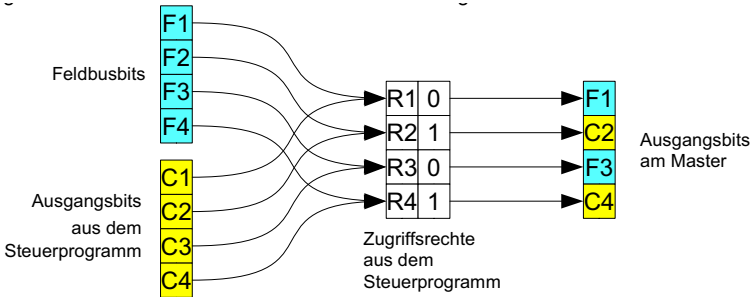 F1
F2
F3
F4
Feldbusbits
C1
C2
C3
C4
Ausgangsbits
aus dem
Steuerprogramm
R1 0
R2 1
R3 0
R4 1
Zugriffsrechte
aus dem
Steuerprogramm
F1
C2
F3
C4
Ausgangsbits
am Master